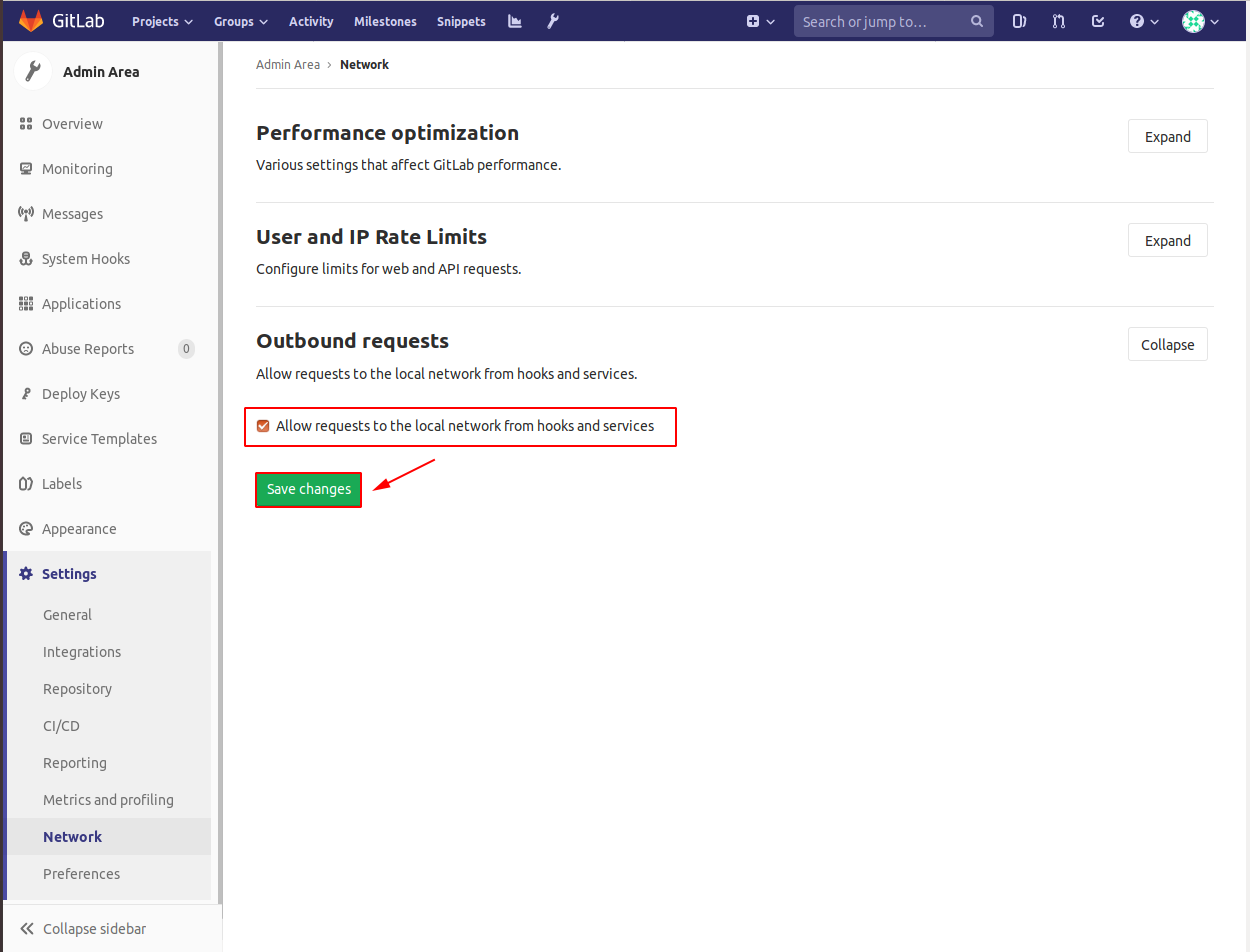 GitLab Projects Groups Activity Milestones Snippets Search or jump to…
Admin Area
Overview
Monitoring
Messages
System Hooks
Applications
Abuse Reports 0
Deploy Keys
Service Templates
Labels
Appearance
Settings
General
Integrations
Repository
CI/CD
Reporting
Metrics and profiling
Network
Preferences
Collapse sidebar
Admin Area › Network
Performance optimization
Expand
Various settings that affect GitLab performance.
User and IP Rate Limits
Expand
Configure limits for web and API requests.
Outbound requests
Collapse
Allow requests to the local network from hooks and services.
Allow requests to the local network from hooks and services
Save changes